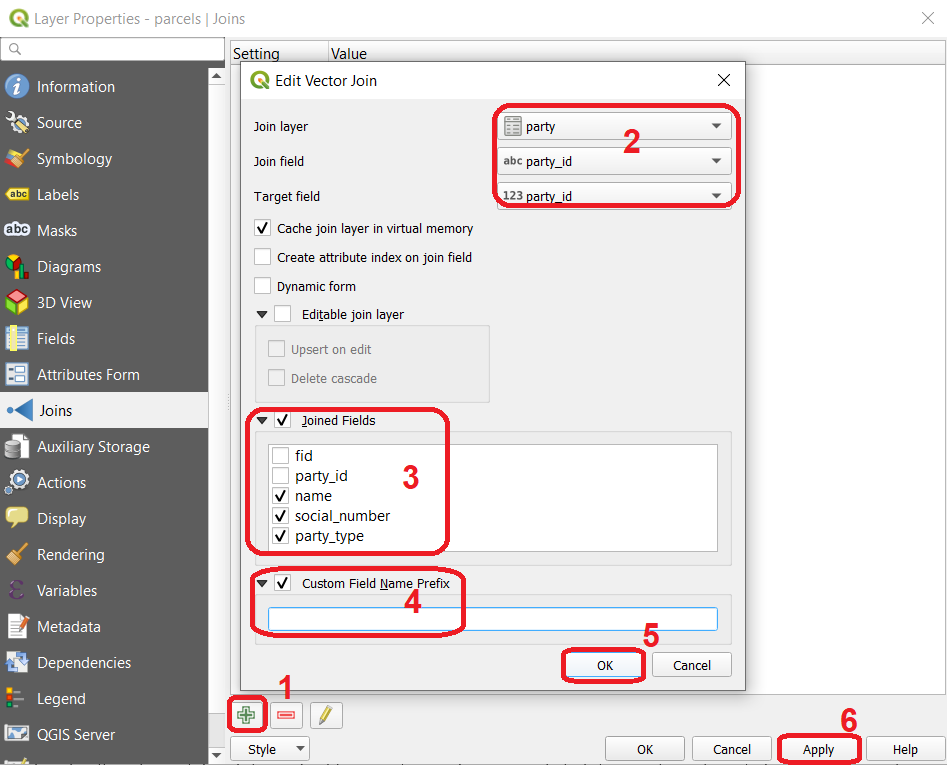 Layer Properties - parcels | Joins
Setting Value
Information
Source
Symbology
abc Labels
abc Masks
Diagrams
3D View
Fields
Attributes Form
Joins
Auxiliary Storage
Actions
Display
Rendering
Variables
Metadata
Dependencies
Legend
QGIS Server
Edit Vector Join
Join layer party
2
Join field abc party_id
Target field 123 party_id
Cache join layer in virtual memory
Create attribute index on join field
Dynamic form
Editable join layer
Upsert on edit
Delete cascade
Joined Fields
fid
party_id
3
name
social_number
party_type
Custom Field Name Prefix
4
5
OK Cancel
1
6
Style OK Cancel Apply Help